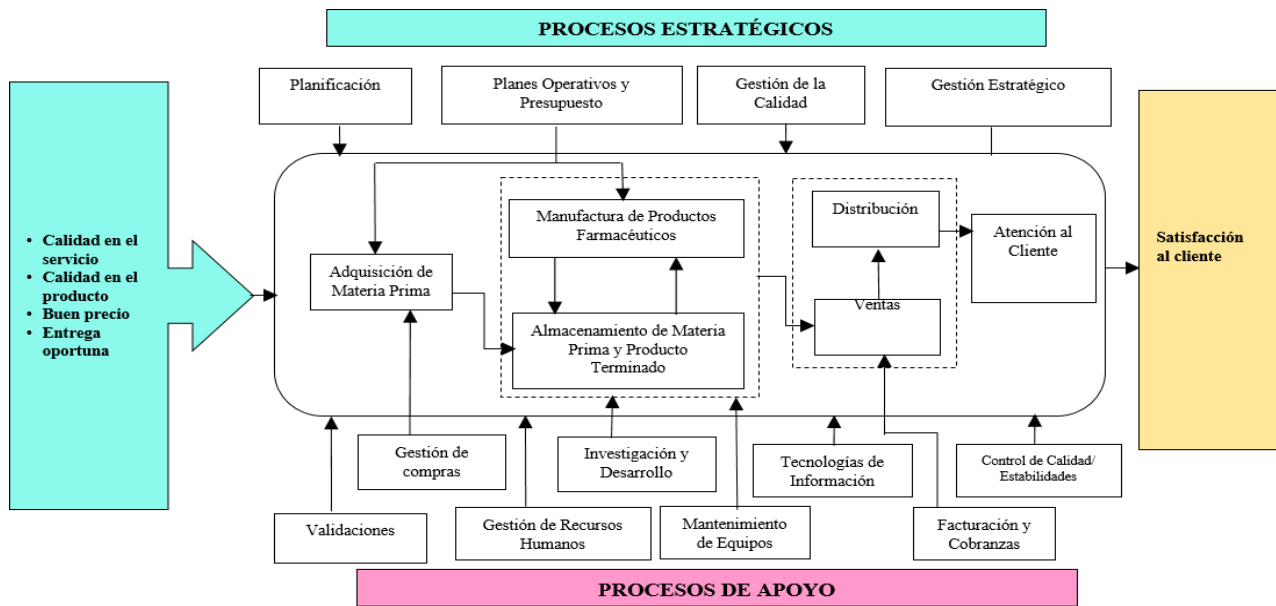 PROCESOS ESTRATÉGICOS
Planificación
Planes Operativos y
Presupuesto
Gestión de la
Calidad
Gestión Estratégico
• Calidad en el
servicio
• Calidad en el
producto
• Buen precio
• Entrega
oportuna
Adquisición de
Materia Prima
Manufactura de Productos
Farmacéuticos
Almacenamiento de Materia
Prima y Producto
Terminado
Distribución
Ventas
Atención al
Cliente
Satisfacción
al cliente
Gestión de
compras
Investigación y
Desarrollo
Tecnologías de
Información
Control de Calidad/
Estabilidades
Validaciones
Gestión de Recursos
Humanos
Mantenimiento
de Equipos
Facturación y
Cobranzas
PROCESOS DE APOYO